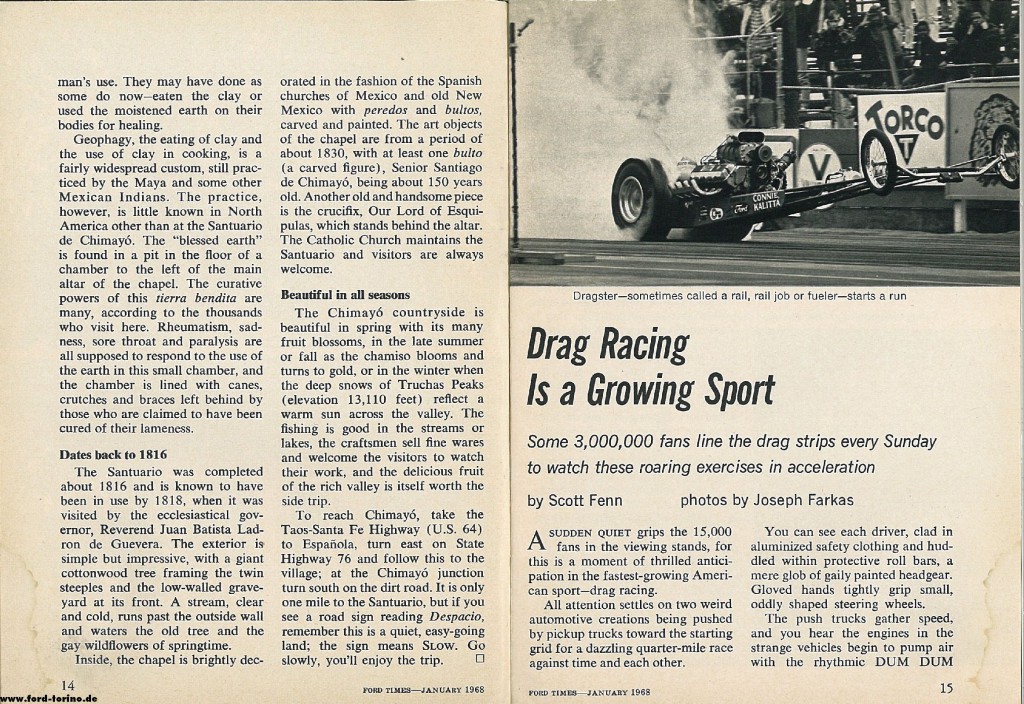 man's use. They may have done as
some do now—eaten the clay or
used the moistened earth on their
bodies for healing.
Geophagy, the eating of clay and
the use of clay in cooking, is a
fairly widespread custom, still prac-
ticed by the Maya and some other
Mexican Indians. The practice,
however, is little known in North
America other than at the Santuario
de Chimayó. The "blessed earth"
is found in a pit in the floor of a
chamber to the left of the main
altar of the chapel. The curative
powers of this tierra bendita are
many, according to the thousands
who visit here. Rheumatism, sad-
ness, sore throat and paralysis are
all supposed to respond to the use of
the earth in this small chamber, and
the chamber is lined with canes,
crutches and braces left behind by
those who are claimed to have been
cured of their lameness.
Dates back to 1816
The Santuario was completed
about 1816 and is known to have
been in use by 1818, when it was
visited by the ecclesiastical gov-
ernor, Reverend Juan Batista Lad-
ron de Guevera. The exterior is
simple but impressive, with a giant
cottonwood tree framing the twin
steeples and the low-walled grave-
yard at its front. A stream, clear
and cold, runs past the outside wall
and waters the old tree and the
gay wildflowers of springtime.
Inside, the chapel is brightly dec-
orated in the fashion of the Spanish
churches of Mexico and old New
Mexico with peredos and bultos,
carved and painted. The art objects
of the chapel are from a period of
about 1830, with at least one bulto
(a carved figure), Senior Santiago
de Chimayó, being about 150 years
old. Another old and handsome piece
is the crucifix, Our Lord of Esqui-
pulas, which stands behind the altar.
The Catholic Church maintains the
Santuario and visitors are always
welcome.
Beautiful in all seasons
The Chimayó countryside is
beautiful in spring with its many
fruit blossoms, in the late summer
or fall as the chamiso blooms and
turns to gold, or in the winter when
the deep snows of Truchas Peaks
(elevation 13,110 feet) reflect a
warm sun across the valley. The
fishing is good in the streams or
lakes, the craftsmen sell fine wares
and welcome the visitors to watch
their work, and the delicious fruit
of the rich valley is itself worth the
side trip.
To reach Chimayó, take the
Taos-Santa Fe Highway (U.S. 64)
to Española, turn east on State
Highway 76 and follow this to the
village; at the Chimayó junction
turn south on the dirt road. It is only
one mile to the Santuario, but if you
see a road sign reading Despacio,
remember this is a quiet, easy-going
land; the sign means SLOW. Go
slowly, you'll enjoy the trip.
14
FORD TIMES—JANUARY 1968
www.ford-torino.de
TORCO
T
V
Ford
CONNIE
KALITTA
Dragster—sometimes called a rail, rail job or fueler—starts a run
Drag Racing
Is a Growing Sport
Some 3,000,000 fans line the drag strips every Sunday
to watch these roaring exercises in acceleration
by Scott Fenn photos by Joseph Farkas
A SUDDEN QUIET grips the 15,000
fans in the viewing stands, for
this is a moment of thrilled antici-
pation in the fastest-growing Ameri-
can sport—drag racing.
All attention settles on two weird
automotive creations being pushed
by pickup trucks toward the starting
grid for a dazzling quarter-mile race
against time and each other.
You can see each driver, clad in
aluminized safety clothing and hud-
dled within protective roll bars, a
mere glob of gaily painted headgear.
Gloved hands tightly grip small,
oddly shaped steering wheels.
The push trucks gather speed,
and you hear the engines in the
strange vehicles begin to pump air
with the rhythmic DUM DUM
FORD TIMES—JANUARY 1968
15